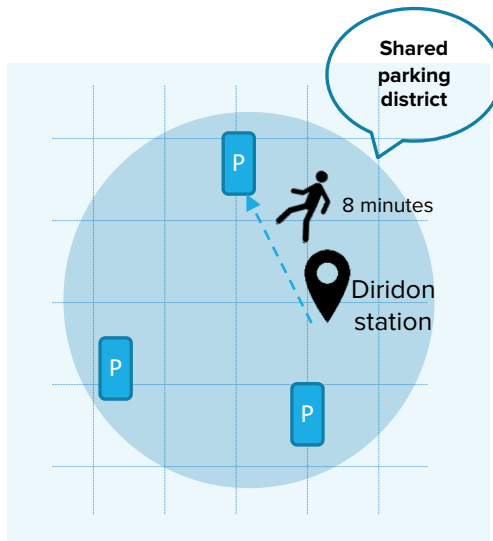 Shared
parking
district
P
8 minutes
Diridon
station
P
P